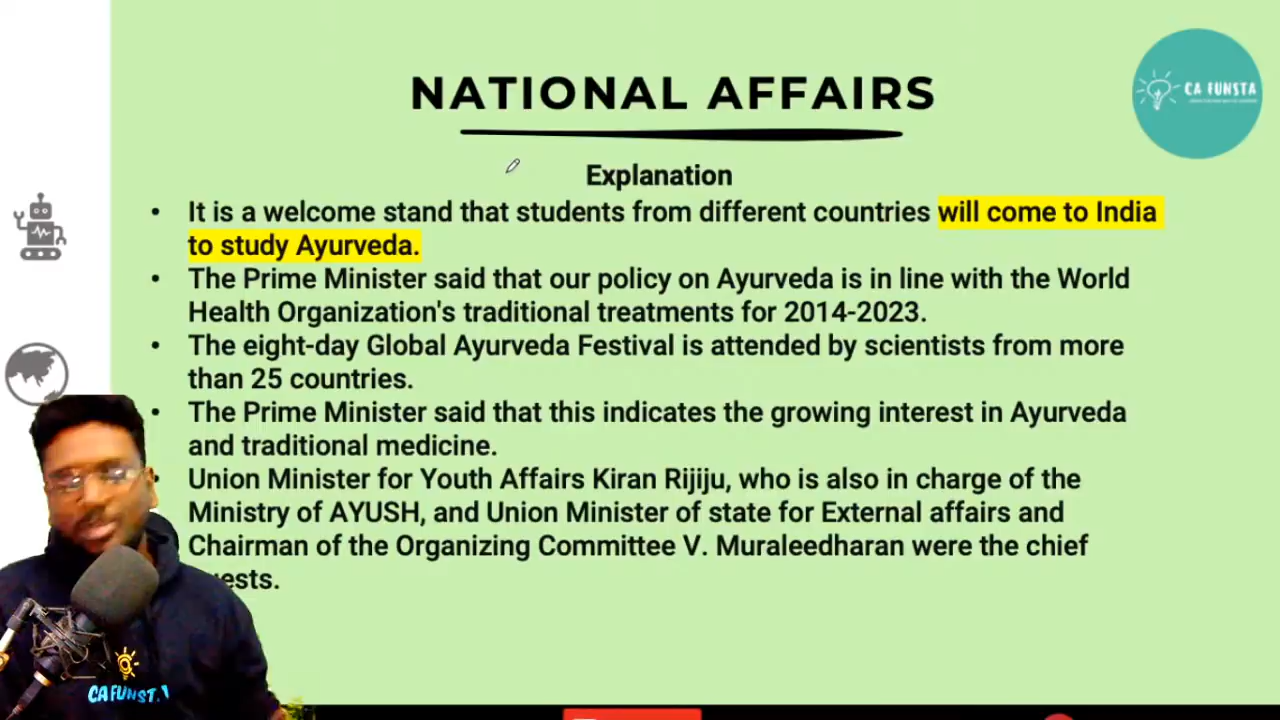 NATIONAL AFFAIRS
CA FUNSTA
Explanation
• It is a welcome stand that students from different countries will come to India
to study Ayurveda.
• The Prime Minister said that our policy on Ayurveda is in line with the World
Health Organization's traditional treatments for 2014-2023.
• The eight-day Global Ayurveda Festival is attended by scientists from more
than 25 countries.
• The Prime Minister said that this indicates the growing interest in Ayurveda
and traditional medicine.
Union Minister for Youth Affairs Kiran Rijiju, who is also in charge of the
Ministry of AYUSH, and Union Minister of state for External affairs and
Chairman of the Organizing Committee V. Muraleedharan were the chief
CA FUNST